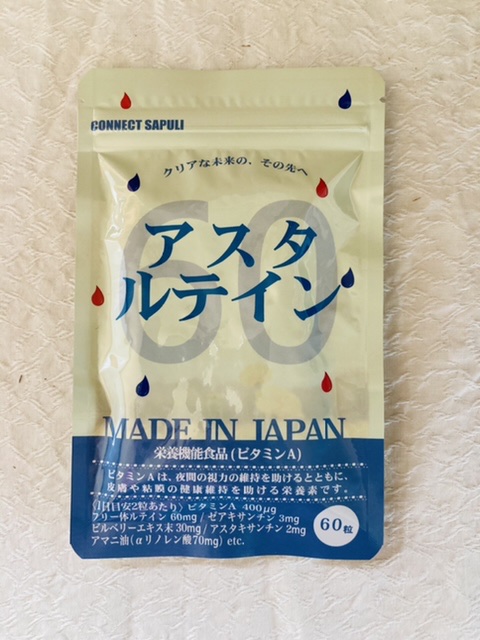 CONNECT SAPULI
クリアな未来の、その先へ
60
アスタ
ルテイン
MADE IN JAPAN
栄養機能食品(ビタミンA)
ビタミンAは、夜間の視力の維持を助けるとともに、
皮膚や粘膜の健康維持を助ける栄養素です。
〈1日目安2粒あたり〉ビタミンA 400μg
フリー体ルテイン 60mg / ゼアキサンチン 3mg
ビルベリーエキス末 30mg / アスタキサンチン 2mg
アマニ油(αリノレン酸70mg) etc.
60粒